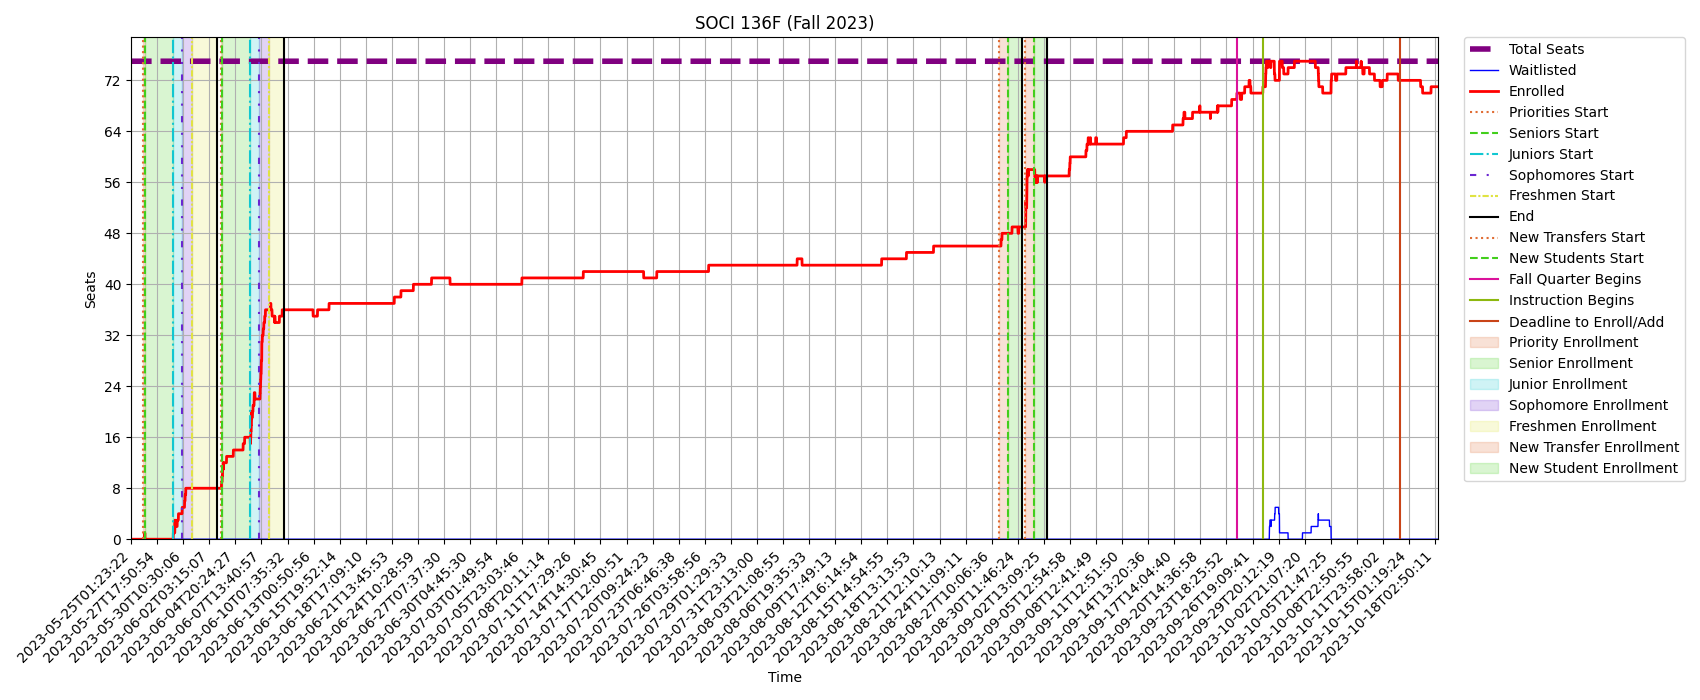 SOCI 136F (Fall 2023)
Seats
72
64
56
48
40
32
24
16
8
0
2023-05-25T01:23:22
2023-05-27T17:50:54
2023-05-30T10:30:06
2023-06-02T03:15:07
2023-06-04T20:24:27
2023-06-07T13:40:57
2023-06-10T07:35:32
2023-06-13T00:50:56
2023-06-15T19:52:14
2023-06-18T17:09:10
2023-06-21T13:45:53
2023-06-24T10:28:59
2023-06-27T07:37:30
2023-06-30T04:45:30
2023-07-03T01:49:54
2023-07-05T23:03:46
2023-07-08T20:11:14
2023-07-11T17:29:26
2023-07-14T14:30:45
2023-07-17T12:00:51
2023-07-20T09:24:23
2023-07-23T06:46:38
2023-07-26T03:58:56
2023-07-29T01:29:33
2023-07-31T23:13:00
2023-08-03T21:08:55
2023-08-06T19:35:33
2023-08-09T17:49:13
2023-08-12T16:14:54
2023-08-15T14:54:55
2023-08-18T13:13:53
2023-08-21T12:10:13
2023-08-24T11:09:11
2023-08-27T10:06:36
2023-08-30T11:46:24
2023-09-02T13:09:25
2023-09-05T12:54:58
2023-09-08T12:41:49
2023-09-11T12:51:50
2023-09-14T13:20:36
2023-09-17T14:04:40
2023-09-20T14:36:58
2023-09-23T18:25:52
2023-09-26T19:09:41
2023-09-29T20:12:19
2023-10-02T21:07:20
2023-10-05T21:47:25
2023-10-08T22:50:55
2023-10-11T23:58:02
2023-10-15T01:19:24
2023-10-18T02:50:11
Time
Total Seats
Waitlisted
Enrolled
Priorities Start
Seniors Start
Juniors Start
Sophomores Start
Freshmen Start
End
New Transfers Start
New Students Start
Fall Quarter Begins
Instruction Begins
Deadline to Enroll/Add
Priority Enrollment
Senior Enrollment
Junior Enrollment
Sophomore Enrollment
Freshmen Enrollment
New Transfer Enrollment
New Student Enrollment